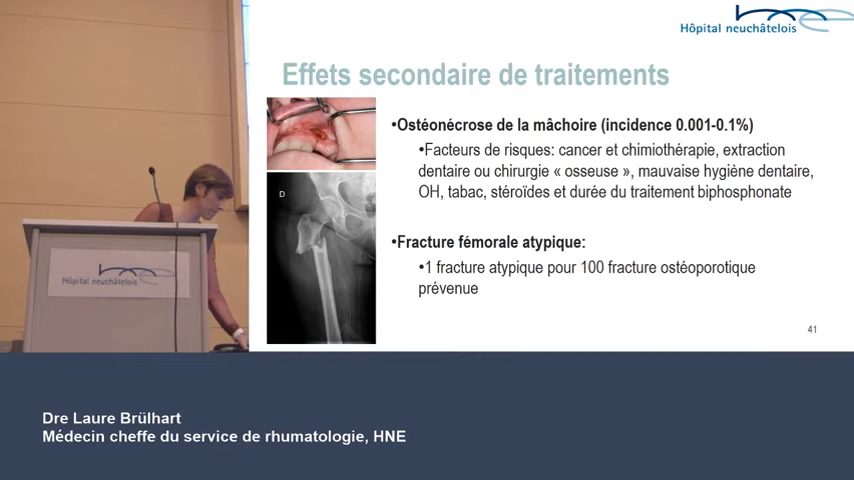 Hôpital neuchâtelois
Effets secondaire de traitements
•Ostéonécrose de la mâchoire (incidence 0.001-0.1%)
•Facteurs de risques: cancer et chimiothérapie, extraction
dentaire ou chirurgie « osseuse », mauvaise hygiène dentaire,
OH, tabac, stéroïdes et durée du traitement biphosphonate
D
•Fracture fémorale atypique:
•1 fracture atypique pour 100 fracture ostéoporotique
prévenue
41
Hôpital neuchâtelois
Dre Laure Brülhart
Médecin cheffe du service de rhumatologie, HNE